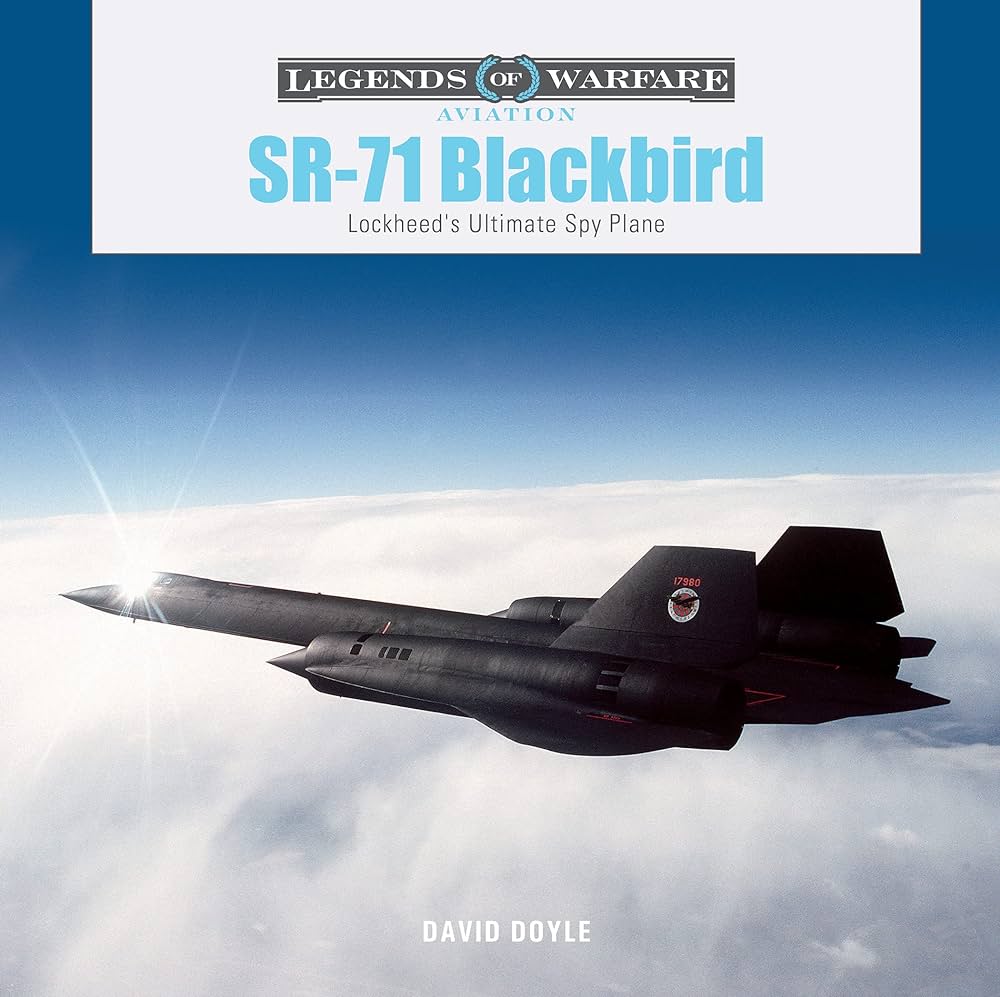 LEGENDS OF WARFARE
AVIATION
SR-71 Blackbird
Lockheed's Ultimate Spy Plane
17980
DAVID DOYLE